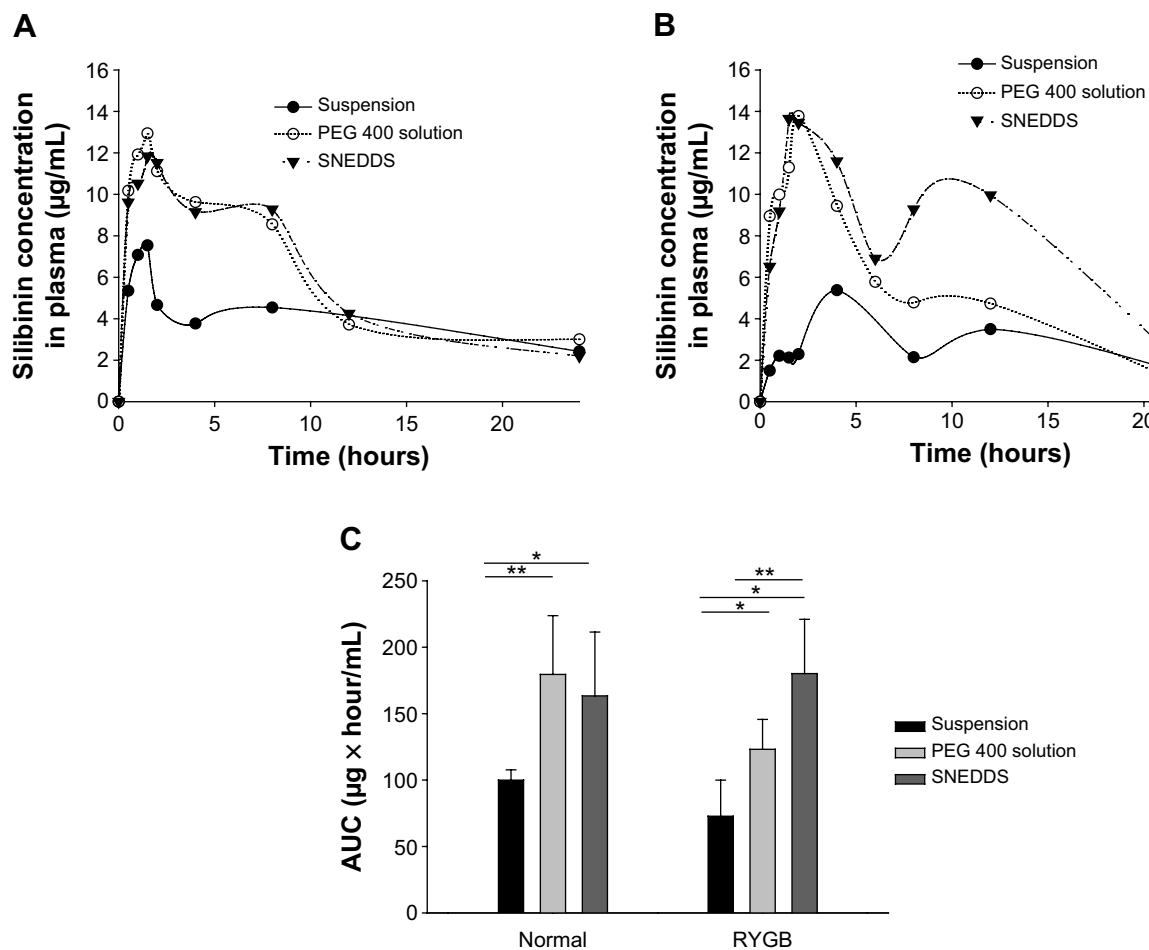 A
Silibinin concentration
in plasma (µg/mL)
16
14
12
10
8
6
4
2
0
0
5
10
15
20
Time (hours)
Suspension
PEG 400 solution
SNEDDS
B
Silibinin concentration
in plasma (µg/mL)
16
14
12
10
8
6
4
2
0
0
5
10
15
20
Time (hours)
Suspension
PEG 400 solution
SNEDDS
C
AUC (µg × hour/mL)
250
200
150
100
50
0
*
**
**
*
*
Normal
RYGB
Suspension
PEG 400 solution
SNEDDS